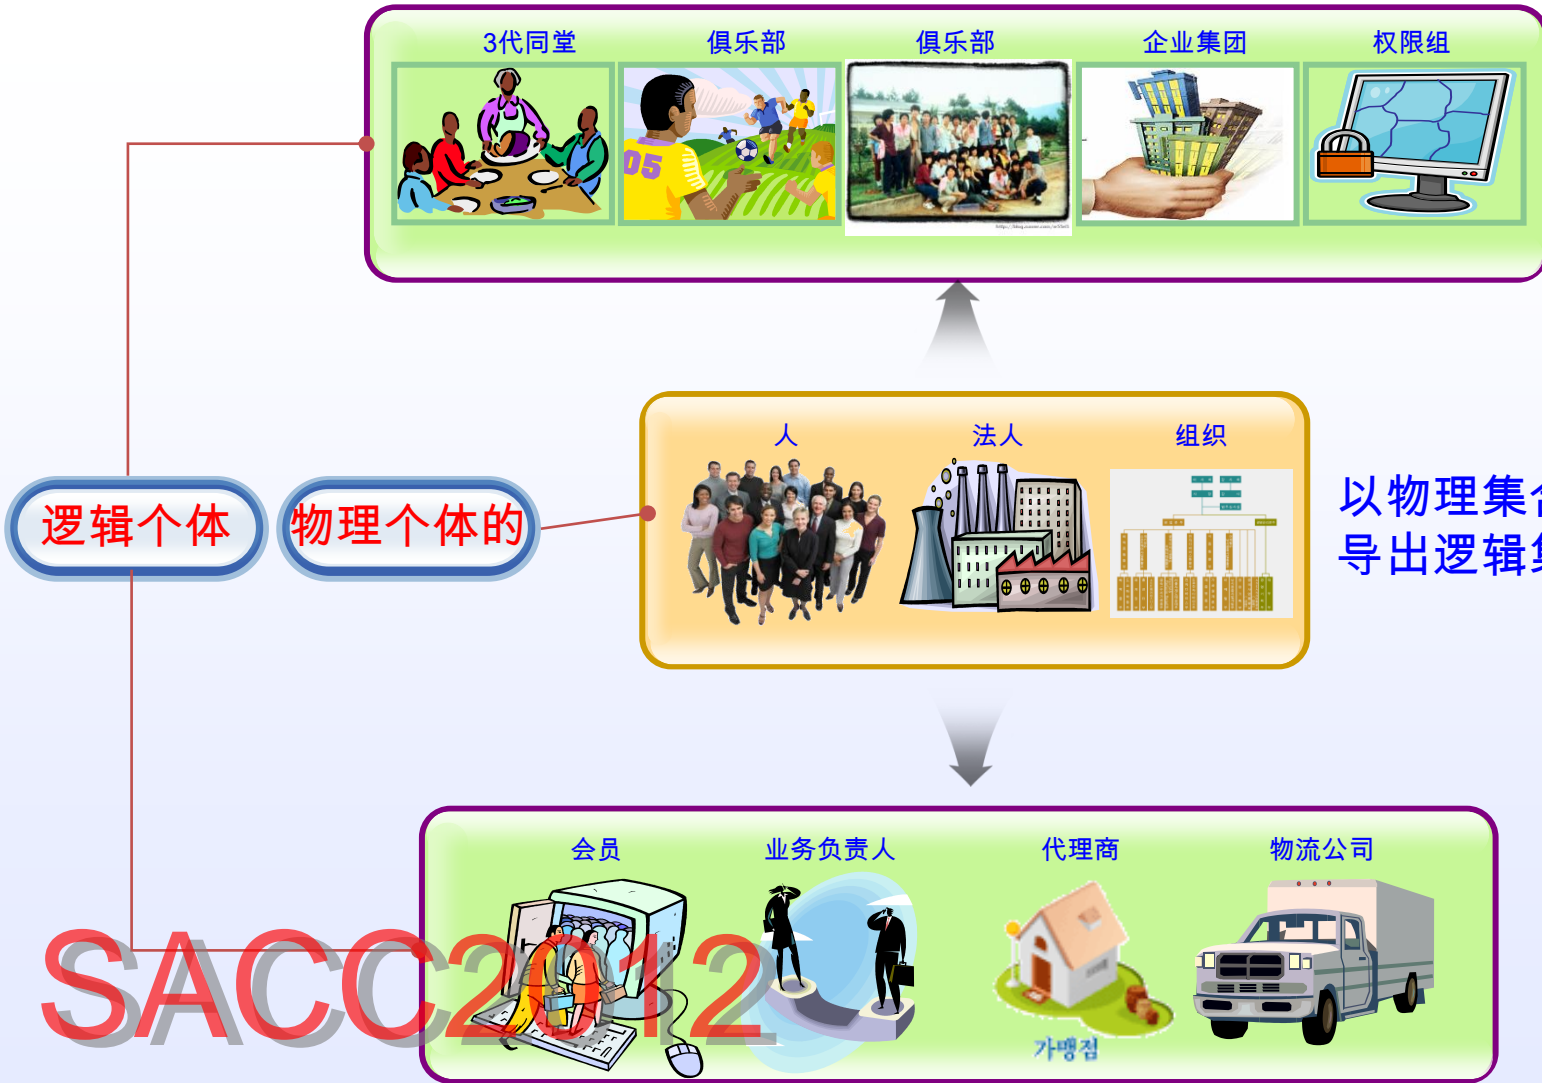 3代同堂
俱乐部
俱乐部
企业集团
权限组
05
人
法人
组织
逻辑个体
物理个体的
以物理集合
导出逻辑集
会员
业务负责人
代理商
物流公司
SACC2012
가맹점